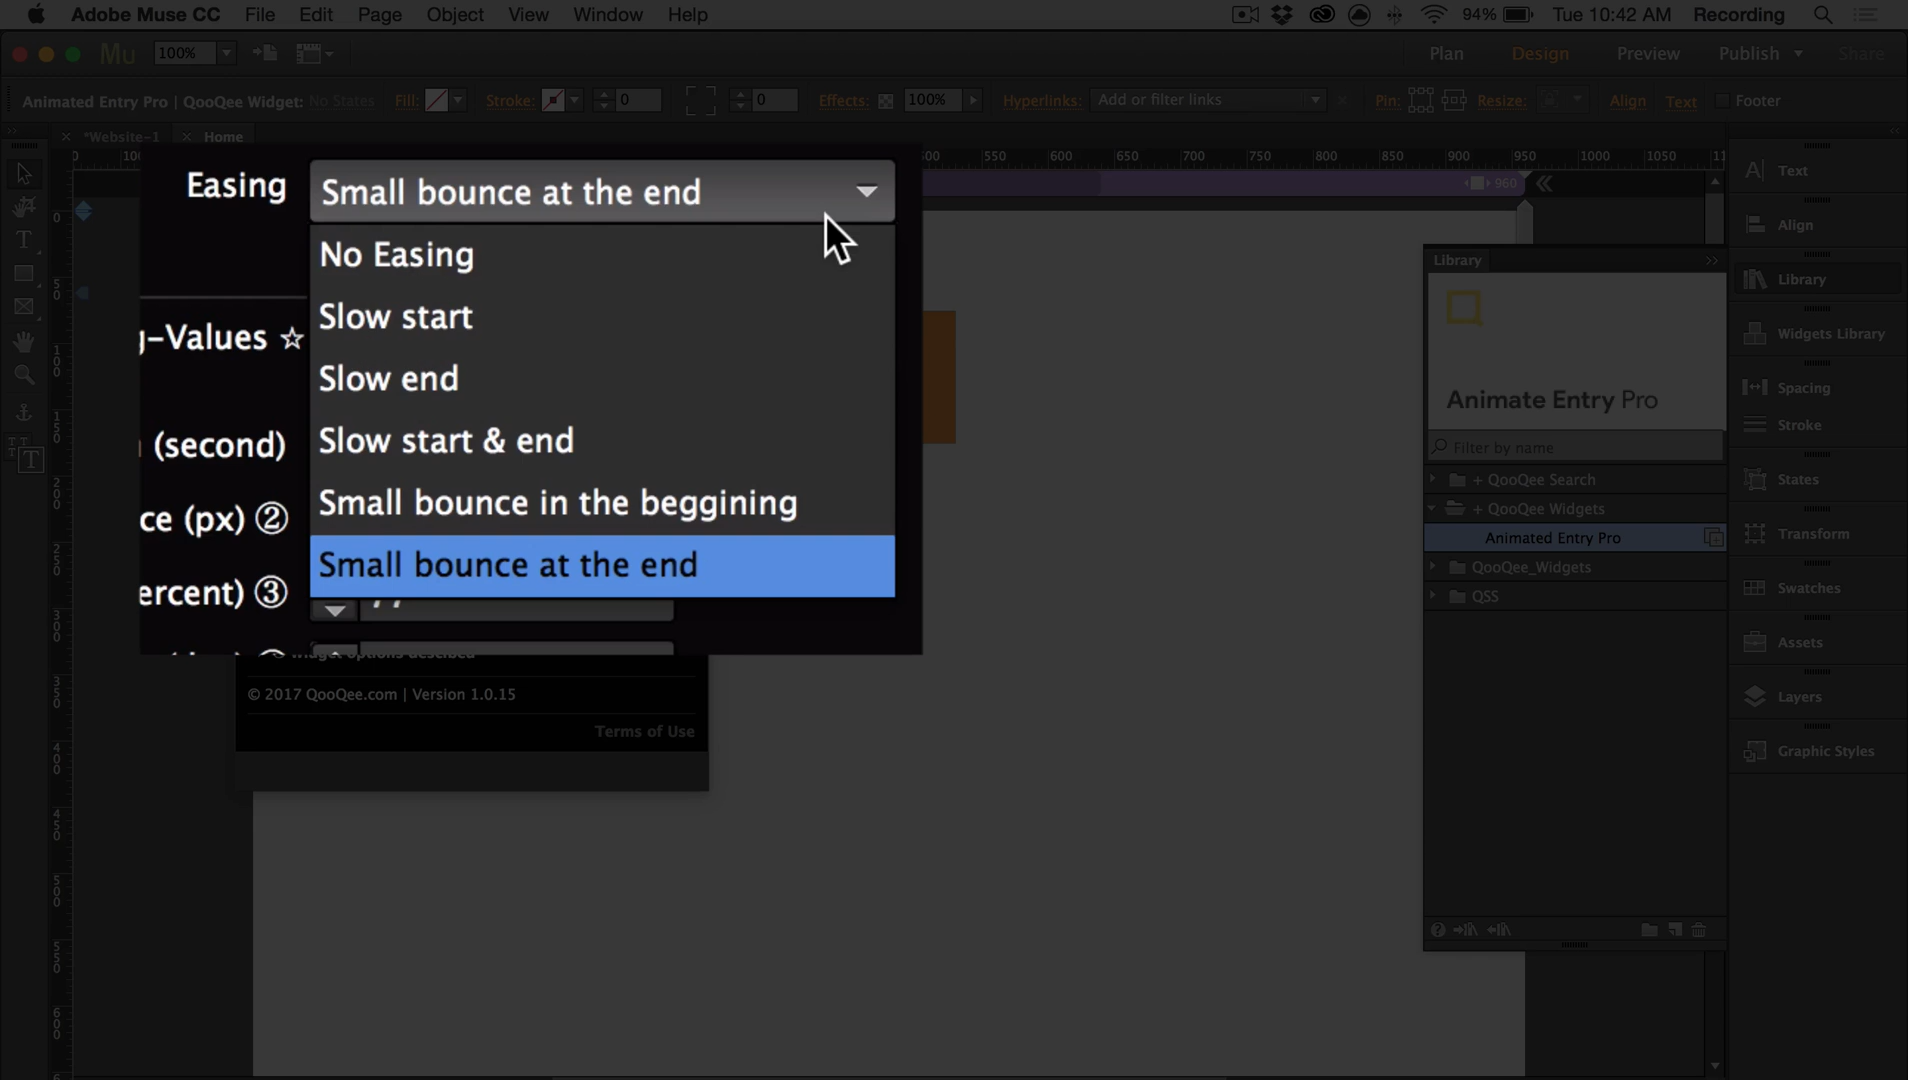 Adobe Muse CC File Edit Page Object View Window Help 94% Tue 10:42 AM Recording
Mu 100% Plan Design Preview Publish Share
Animated Entry Pro | QooQee Widget: No States Fill: Stroke: 0 0 Effects: 100% Hyperlinks: Add or filter links Pin: Resize: Align Text Footer
*Website-1 Home
550 600 650 700 750 800 850 900 950 1000 1050
960
Easing Small bounce at the end
No Easing
Slow start
Slow end
Slow start & end
Small bounce in the beggining
Small bounce at the end
-Values ☆
(second)
ce (px) ②
ercent) ③
© 2017 QooQee.com | Version 1.0.15
Terms of Use
Library
Animate Entry Pro
Filter by name
+ QooQee Search
+ QooQee Widgets
Animated Entry Pro
QooQee_Widgets
QSS
Text
Align
Library
Widgets Library
Spacing
Stroke
States
Transform
Swatches
Assets
Layers
Graphic Styles